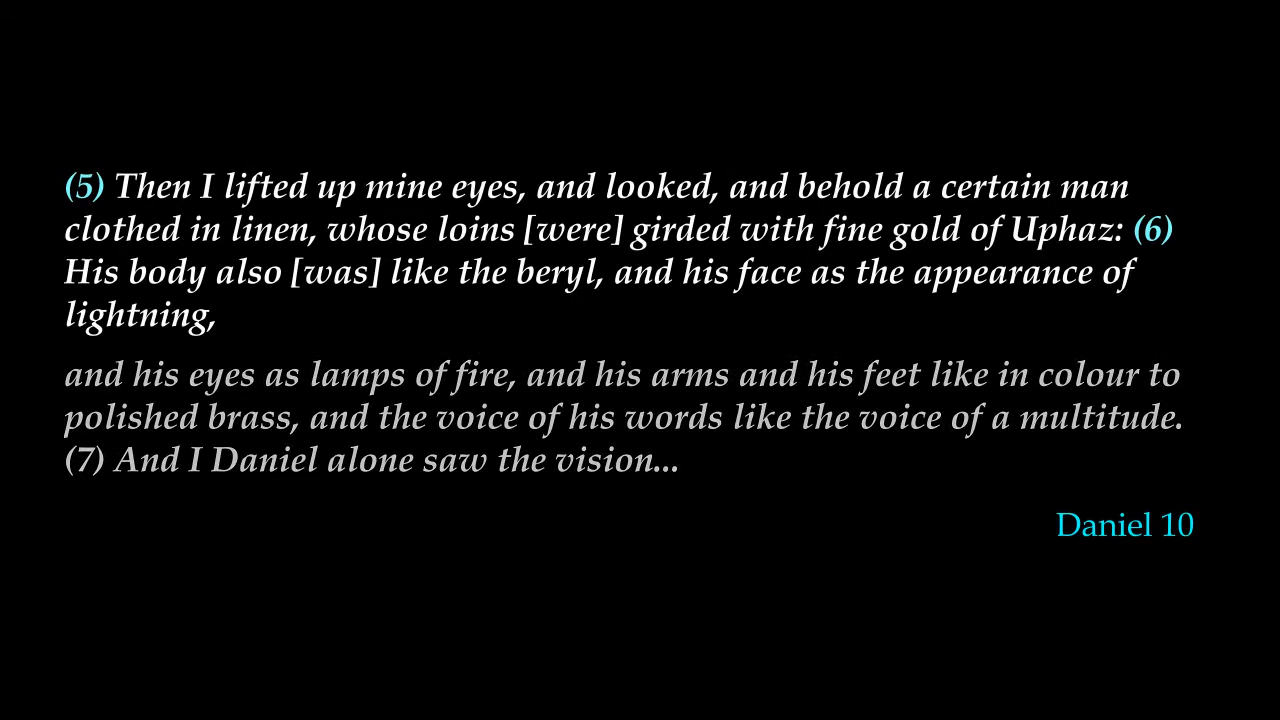 (5) Then I lifted up mine eyes, and looked, and behold a certain man
clothed in linen, whose loins [were] girded with fine gold of Uphaz: (6)
His body also [was] like the beryl, and his face as the appearance of
lightning,
and his eyes as lamps of fire, and his arms and his feet like in colour to
polished brass, and the voice of his words like the voice of a multitude.
(7) And I Daniel alone saw the vision...
Daniel 10